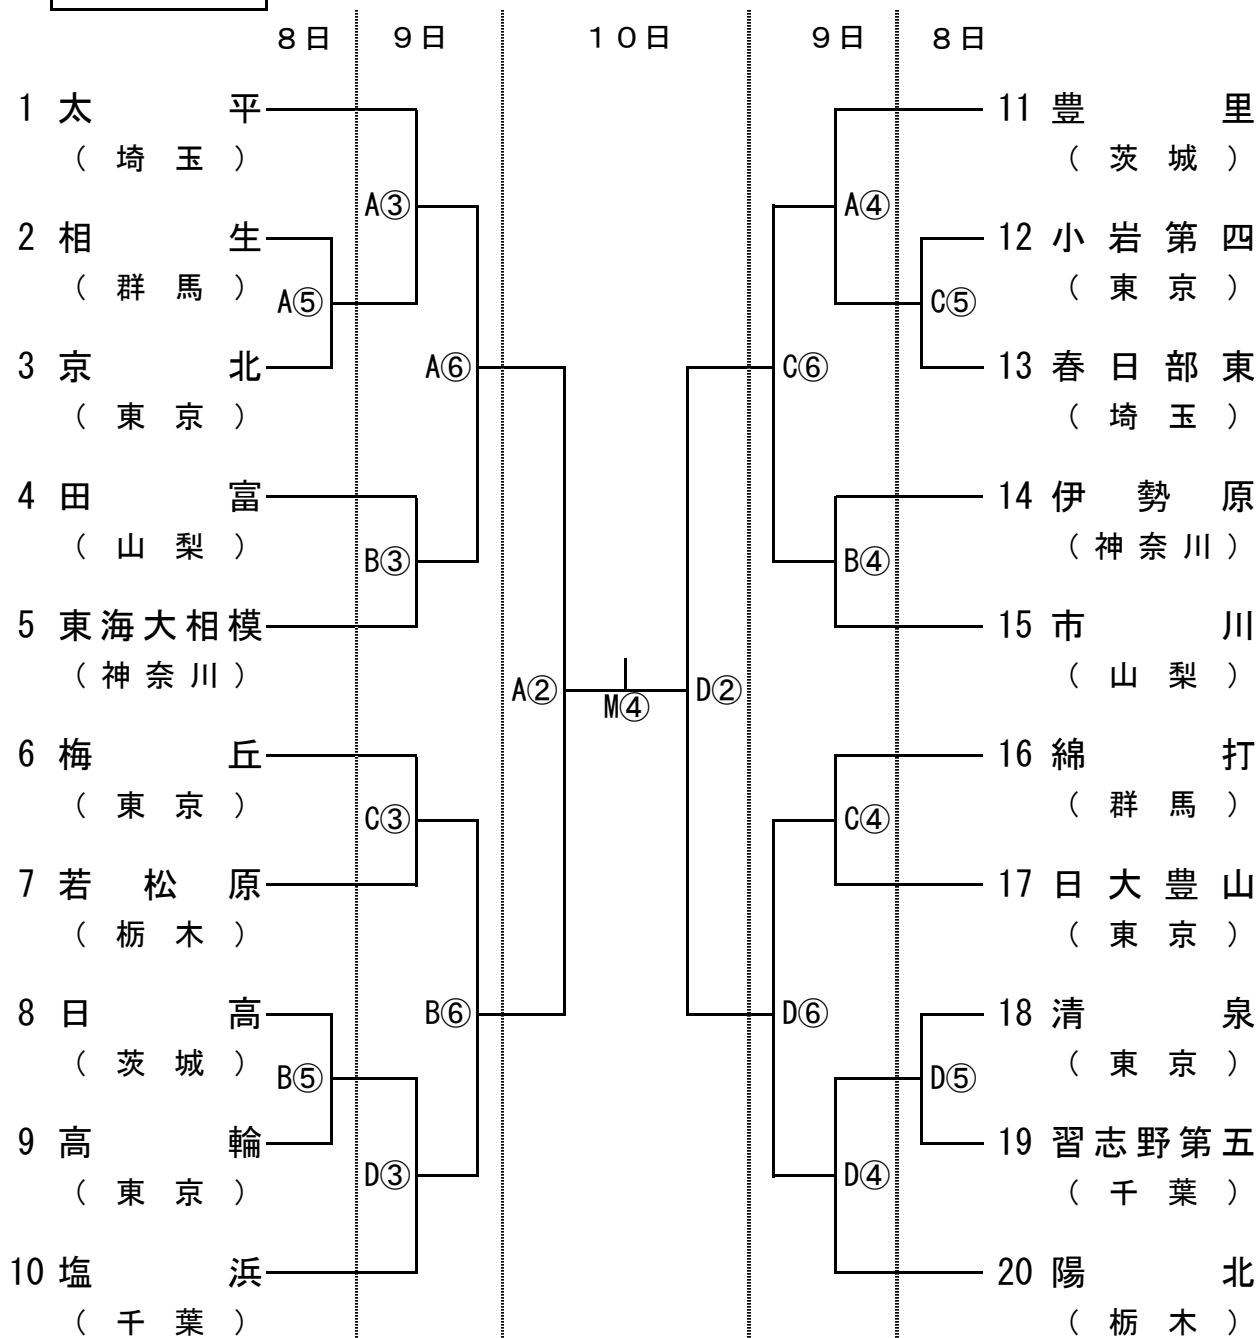 8日 9日 10日 9日 8日
1 太平 11 豊里
(埼玉) (茨城)
A③ A④
2 相生 12 小岩第四
(群馬) (東京)
A⑤ C⑤
3 京北 A⑥ C⑥ 13 春日部東
(東京) (埼玉)
4 田富 14 伊勢原
(山梨) (神奈川)
B③ B④
5 東海大相模 15 市川
(神奈川) (山梨)
A② M④ D②
6 梅丘 16 綿打
(東京) (群馬)
C③ C④
7 若松原 17 日大豊山
(栃木) (東京)
8 日高 B⑥ D⑥ 18 清泉
(茨城) (東京)
B⑤ D⑤
9 高輪 19 習志野第五
D③ D④
(東京) (千葉)
10 塩浜 20 陽北
(千葉) (栃木)